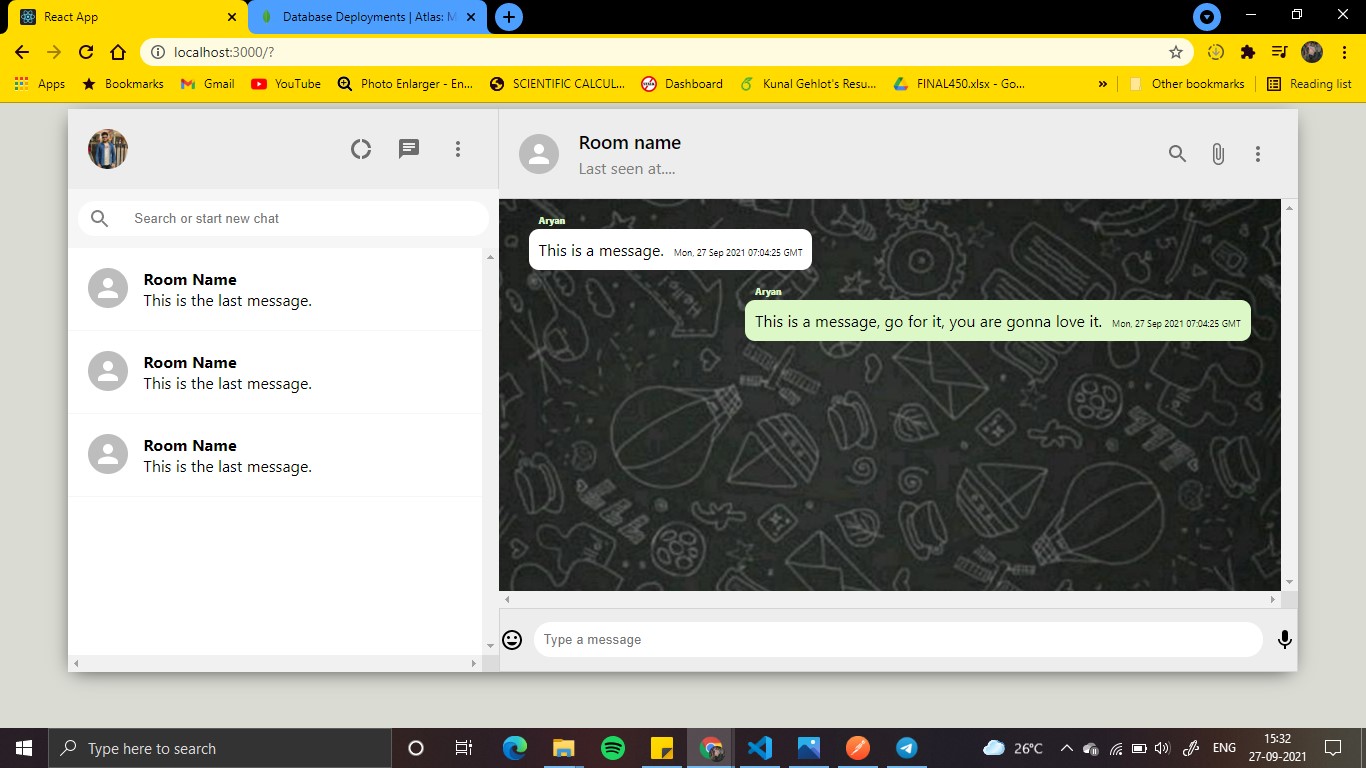 React App
Database Deployments | Atlas: M
localhost:3000/?
Apps
Bookmarks
Gmail
YouTube
Photo Enlarger - En...
SCIENTIFIC CALCUL...
Dashboard
Kunal Gehlot's Resu...
FINAL450.xlsx - Go...
»
Other bookmarks
Reading list
Room name
Last seen at....
Search or start new chat
Room Name
This is the last message.
Room Name
This is the last message.
Room Name
This is the last message.
Aryan
This is a message. Mon, 27 Sep 2021 07:04:25 GMT
Aryan
This is a message, go for it, you are gonna love it. Mon, 27 Sep 2021 07:04:25 GMT
Type a message
Type here to search
26°C
ENG
15:32
27-09-2021